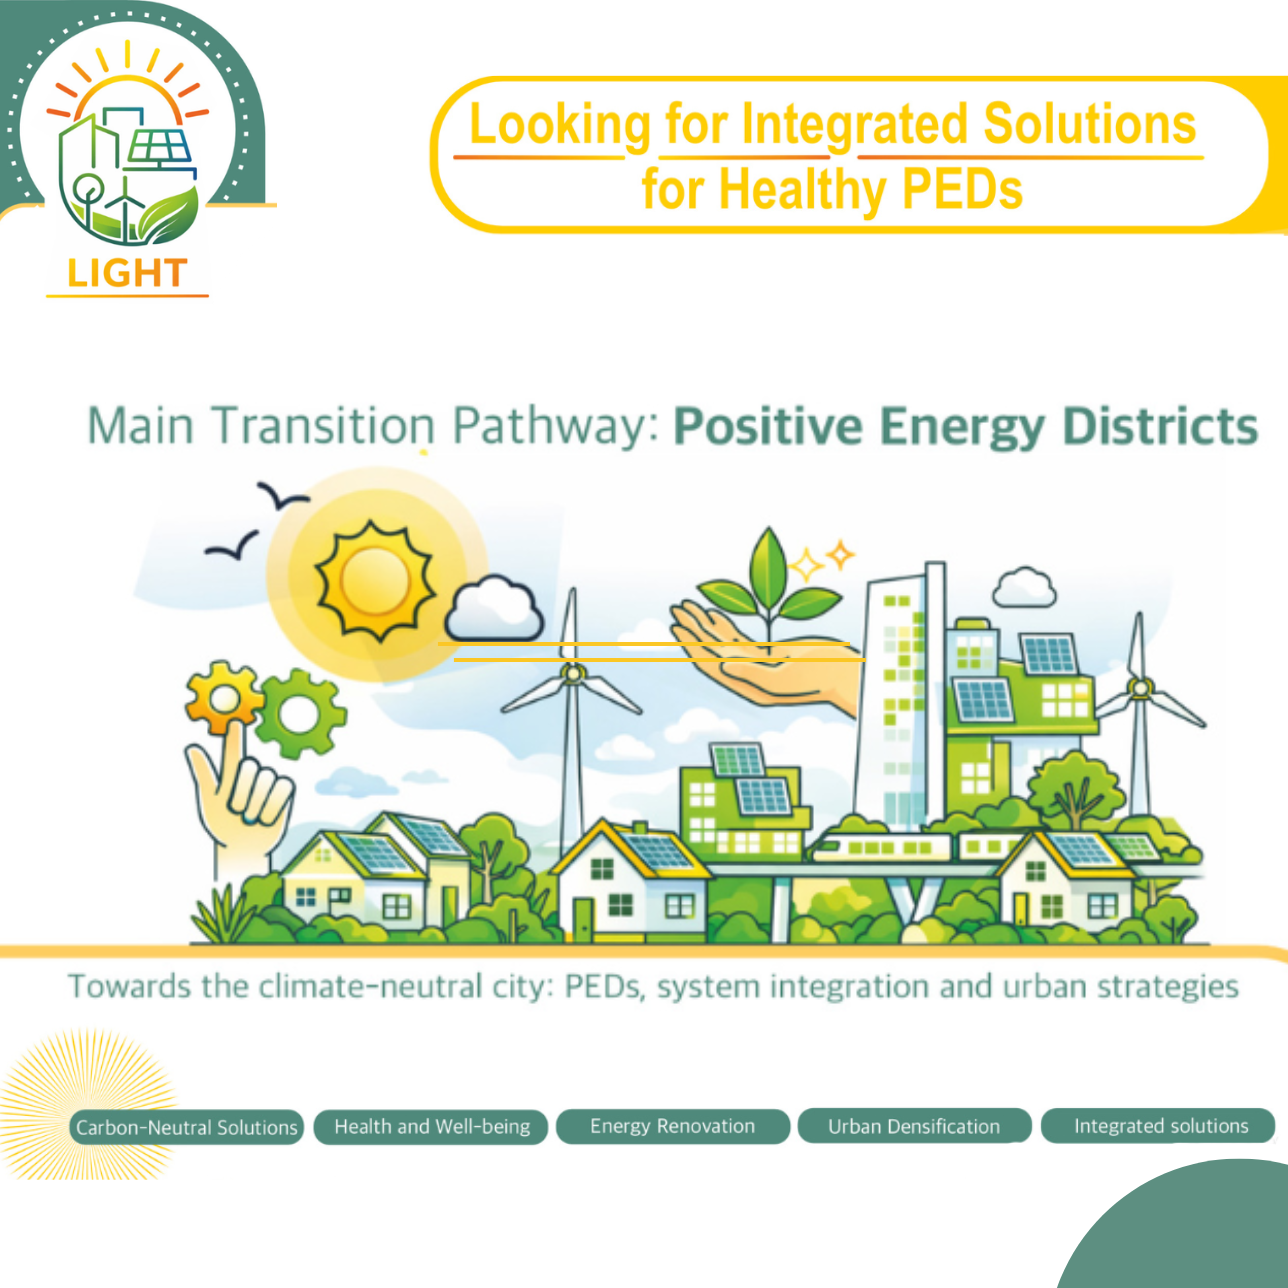 LIGHT
Looking for Integrated Solutions
for Healthy PEDs
Main Transition Pathway: Positive Energy Districts
Towards the climate-neutral city: PEDs, system integration and urban strategies
Carbon-Neutral Solutions
Health and Well-being
Energy Renovation
Urban Densification
Integrated solutions